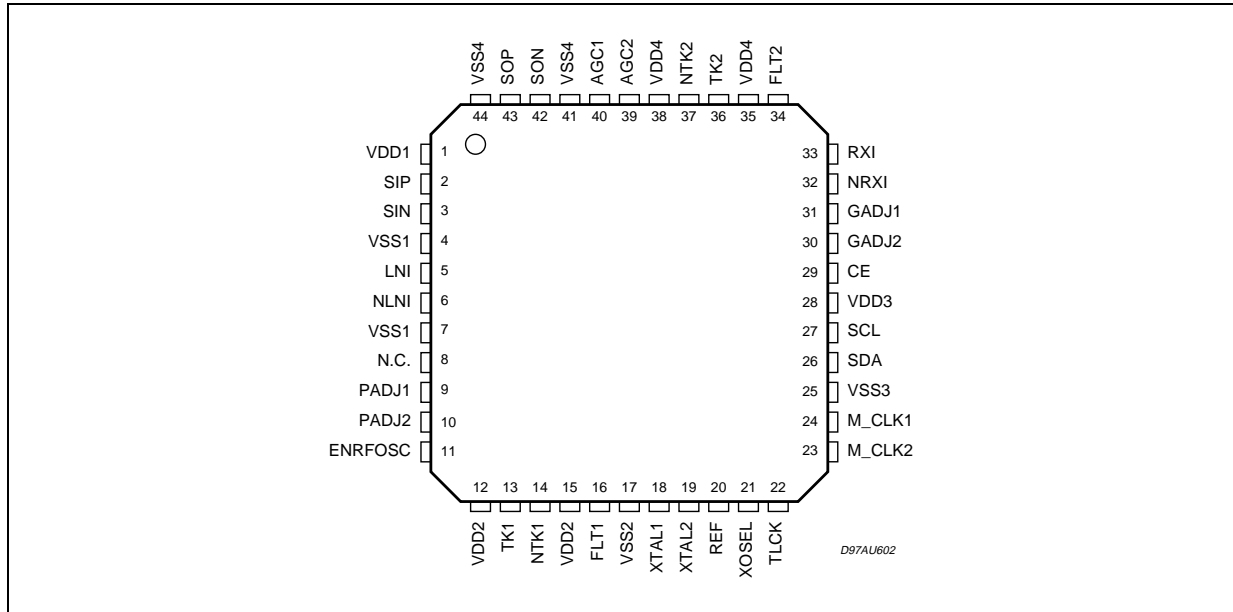 VSS4 SOP SON VSS4 AGC1 AGC2 VDD4 NTK2 TK2 VDD4 FLT2
44 43 42 41 40 39 38 37 36 35 34
VDD1 1 33 RXI
SIP 2 32 NRXI
SIN 3 31 GADJ1
VSS1 4 30 GADJ2
LNI 5 29 CE
NLNI 6 28 VDD3
VSS1 7 27 SCL
N.C. 8 26 SDA
PADJ1 9 25 VSS3
PADJ2 10 24 M_CLK1
ENRFOSC 11 23 M_CLK2
12 13 14 15 16 17 18 19 20 21 22
VDD2 TK1 NTK1 VDD2 FLT1 VSS2 XTAL1 XTAL2 REF XOSEL TLCK
D97AU602